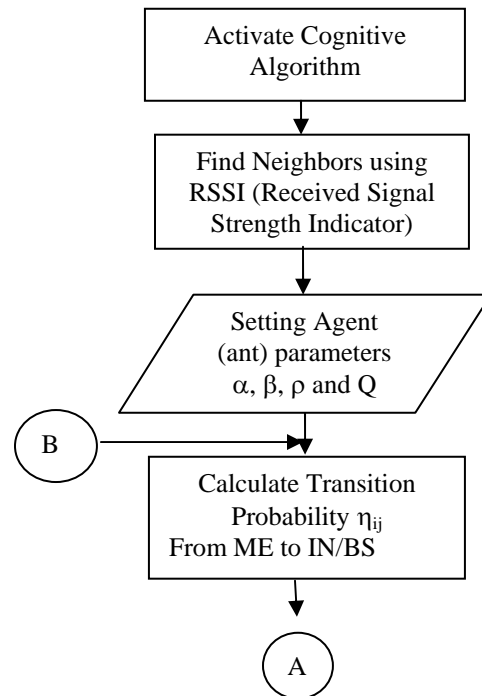 Activate Cognitive
Algorithm
Find Neighbors using
RSSI (Received Signal
Strength Indicator)
Setting Agent
(ant) parameters
α, β, ρ and Q
B
Calculate Transition
Probability ηij
From ME to IN/BS
A